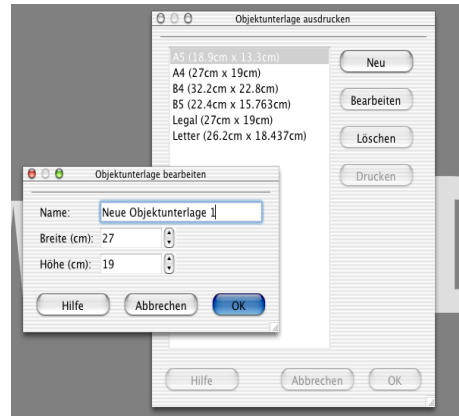 Objektunterlage ausdrucken
A5 (18.9cm x 13.3cm)
A4 (27cm x 19cm)
B4 (32.2cm x 22.8cm)
B5 (22.4cm x 15.763cm)
Legal (27cm x 19cm)
Letter (26.2cm x 18.437cm)
Neu
Bearbeiten
Löschen
Drucken
Objektunterlage bearbeiten
Name: Neue Objektunterlage 1
Breite (cm): 27
Höhe (cm): 19
Hilfe Abbrechen OK
Hilfe Abbrechen OK